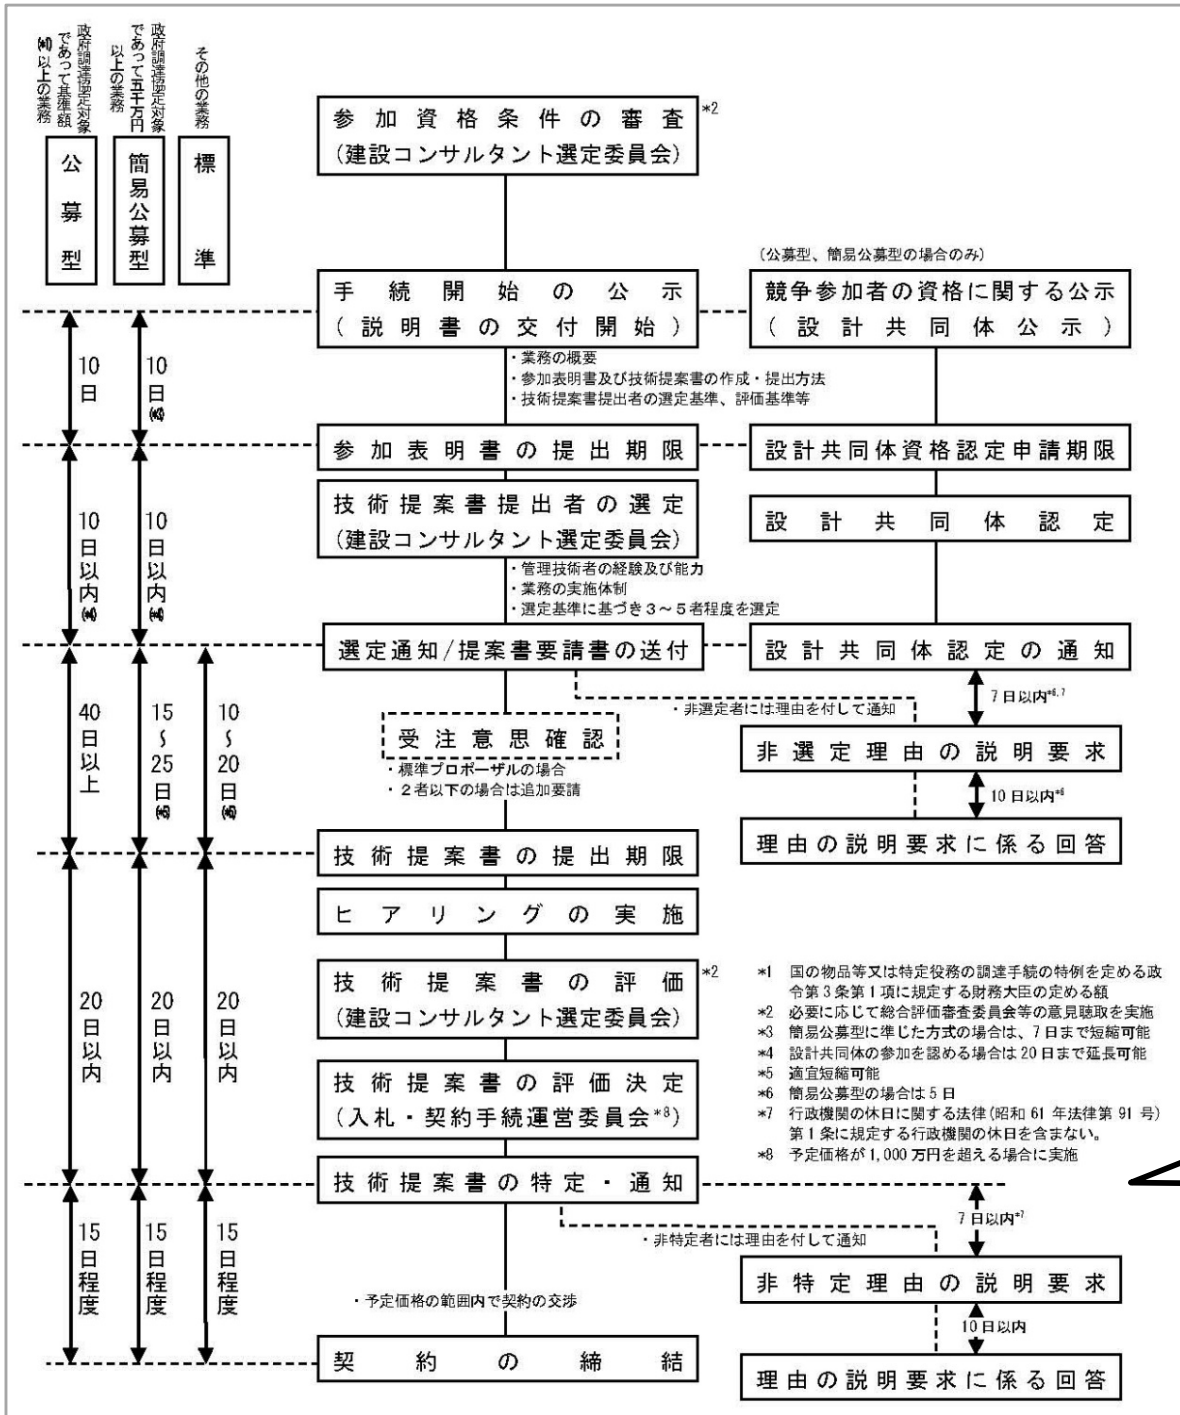 政府調達協定対象
であって基準額
(*1)以上の業務
公募型
政府調達協定対象
であって五千万円
以上の業務
簡易公募型
その他の業務
標準
参加資格条件の審査 *2
(建設コンサルタント選定委員会)
手続開始の公示
(説明書の交付開始)
(公募型、簡易公募型の場合のみ)
競争参加者の資格に関する公示
(設計共同体公示)
・業務の概要
・参加表明書及び技術提案書の作成・提出方法
・技術提案書提出者の選定基準、評価基準等
10日
10日
参加表明書の提出期限
設計共同体資格認定申請期限
技術提案書提出者の選定
(建設コンサルタント選定委員会)
設計共同体認定
・管理技術者の経験及び能力
・業務の実施体制
・選定基準に基づき3～5者程度を選定
10日以内
10日以内
選定通知/提案書要請書の送付
設計共同体認定の通知
7日以内*6,7
・非選定者には理由を付して通知
受注意思確認
・標準プロポーザルの場合
・2者以下の場合は追加要請
非選定理由の説明要求
10日以内*6
理由の説明要求に係る回答
40日以上
15～25日
10～20日
技術提案書の提出期限
ヒアリングの実施
技術提案書の評価 *2
(建設コンサルタント選定委員会)
技術提案書の評価決定
(入札・契約手続運営委員会*8)
技術提案書の特定・通知
20日以内
20日以内
20日以内
*1 国の物品等又は特定役務の調達手続の特例を定める政
令第3条第1項に規定する財務大臣の定める額
*2 必要に応じて総合評価審査委員会等の意見聴取を実施
*3 簡易公募型に準じた方式の場合は、7日まで短縮可能
*4 設計共同体の参加を認める場合は20日まで延長可能
*5 適宜短縮可能
*6 簡易公募型の場合は5日
*7 行政機関の休日に関する法律(昭和61年法律第91号)
第1条に規定する行政機関の休日を含まない。
*8 予定価格が1,000万円を超える場合に実施
7日以内*7
・非特定者には理由を付して通知
非特定理由の説明要求
10日以内
理由の説明要求に係る回答
・予定価格の範囲内で契約の交渉
15日程度
15日程度
15日程度
契約の締結